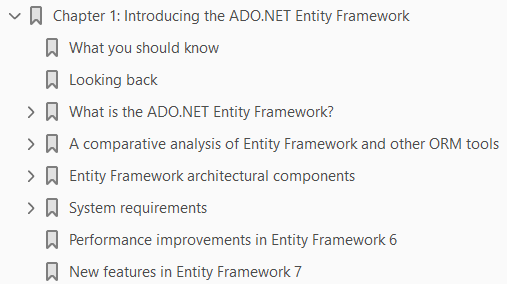 Chapter 1: Introducing the ADO.NET Entity Framework
What you should know
Looking back
What is the ADO.NET Entity Framework?
A comparative analysis of Entity Framework and other ORM tools
Entity Framework architectural components
System requirements
Performance improvements in Entity Framework 6
New features in Entity Framework 7